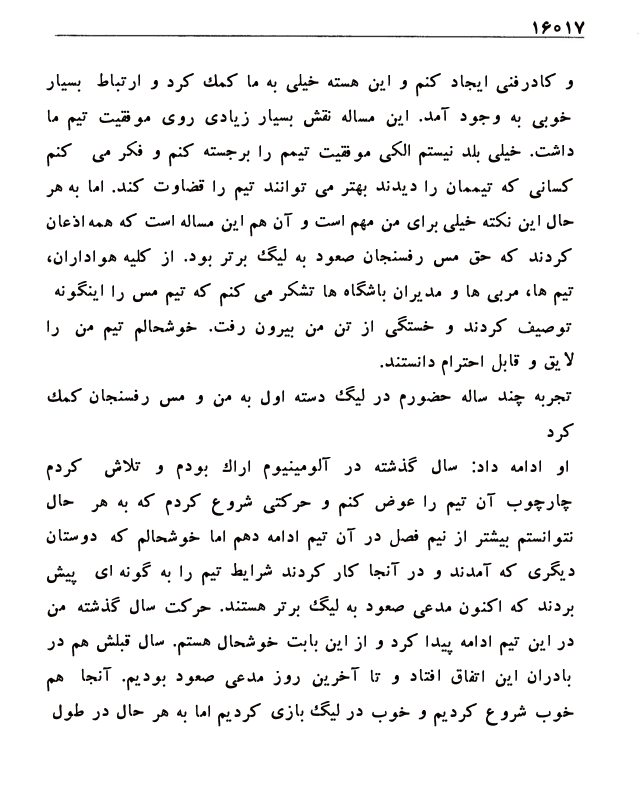 ۱۶۰۱۷
و کادرفنی ایجاد کنم و این هسته خیلی به ما کمك کرد و ارتباط بسیار
خوبی به وجود آمد. این مساله نقش بسیار زیادی روی موفقیت تیم ما
داشت. خیلی بلد نیستم الکی موفقیت تیمم را برجسته کنم و فکر می کنم
کسانی که تیممان را دیدند بهتر می توانند تیم را قضاوت کند. اما به هر
حال این نکته خیلی برای من مهم است و آن هم این مساله است که همه اذعان
کردند که حق مس رفسنجان صعود به لیگ برتر بود. از کلیه هواداران،
تیم ها، مربی ها و مدیران باشگاه ها تشکر می کنم که تیم مس را اینگونه
توصیف کردند و خستگی از تن من بیرون رفت. خوشحالم تیم من را
لایق و قابل احترام دانستند.
تجربه چند ساله حضورم در لیگ دسته اول به من و مس رفسنجان کمك
کرد
او ادامه داد: سال گذشته در آلومینیوم اراك بودم و تلاش کردم
چارچوب آن تیم را عوض کنم و حرکتی شروع کردم که به هر حال
نتوانستم بیشتر از نیم فصل در آن تیم ادامه دهم اما خوشحالم که دوستان
دیگری که آمدند و در آنجا کار کردند شرایط تیم را به گونه ای پیش
بردند که اکنون مدعی صعود به لیگ برتر هستند. حرکت سال گذشته من
در این تیم ادامه پیدا کرد و از این بابت خوشحال هستم. سال قبلش هم در
بادران این اتفاق افتاد و تا آخرین روز مدعی صعود بودیم. آنجا هم
خوب شروع کردیم و خوب در لیگ بازی کردیم اما به هر حال در طول